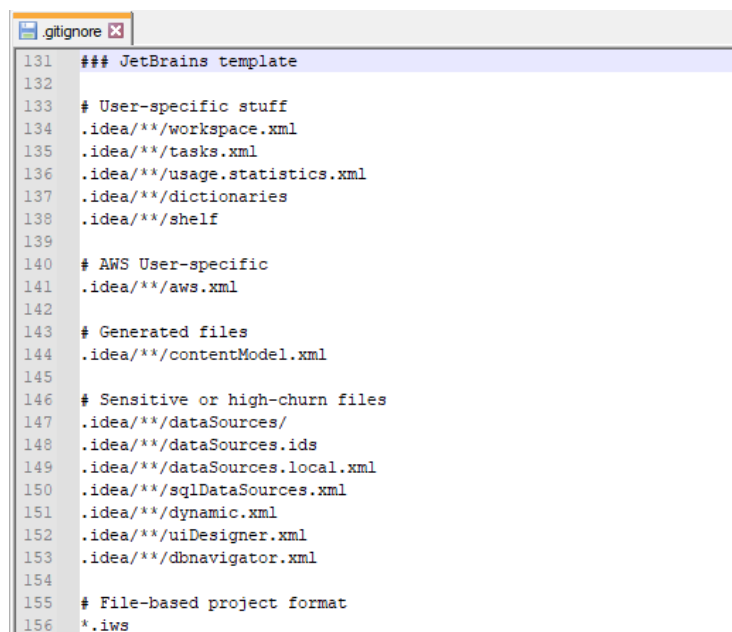 .gitignore
131 ### JetBrains template
132
133 # User-specific stuff
134 .idea/**/workspace.xml
135 .idea/**/tasks.xml
136 .idea/**/usage.statistics.xml
137 .idea/**/dictionaries
138 .idea/**/shelf
139
140 # AWS User-specific
141 .idea/**/aws.xml
142
143 # Generated files
144 .idea/**/contentModel.xml
145
146 # Sensitive or high-churn files
147 .idea/**/dataSources/
148 .idea/**/dataSources.ids
149 .idea/**/dataSources.local.xml
150 .idea/**/sqlDataSources.xml
151 .idea/**/dynamic.xml
152 .idea/**/uiDesigner.xml
153 .idea/**/dbnavigator.xml
154
155 # File-based project format
156 *.iws